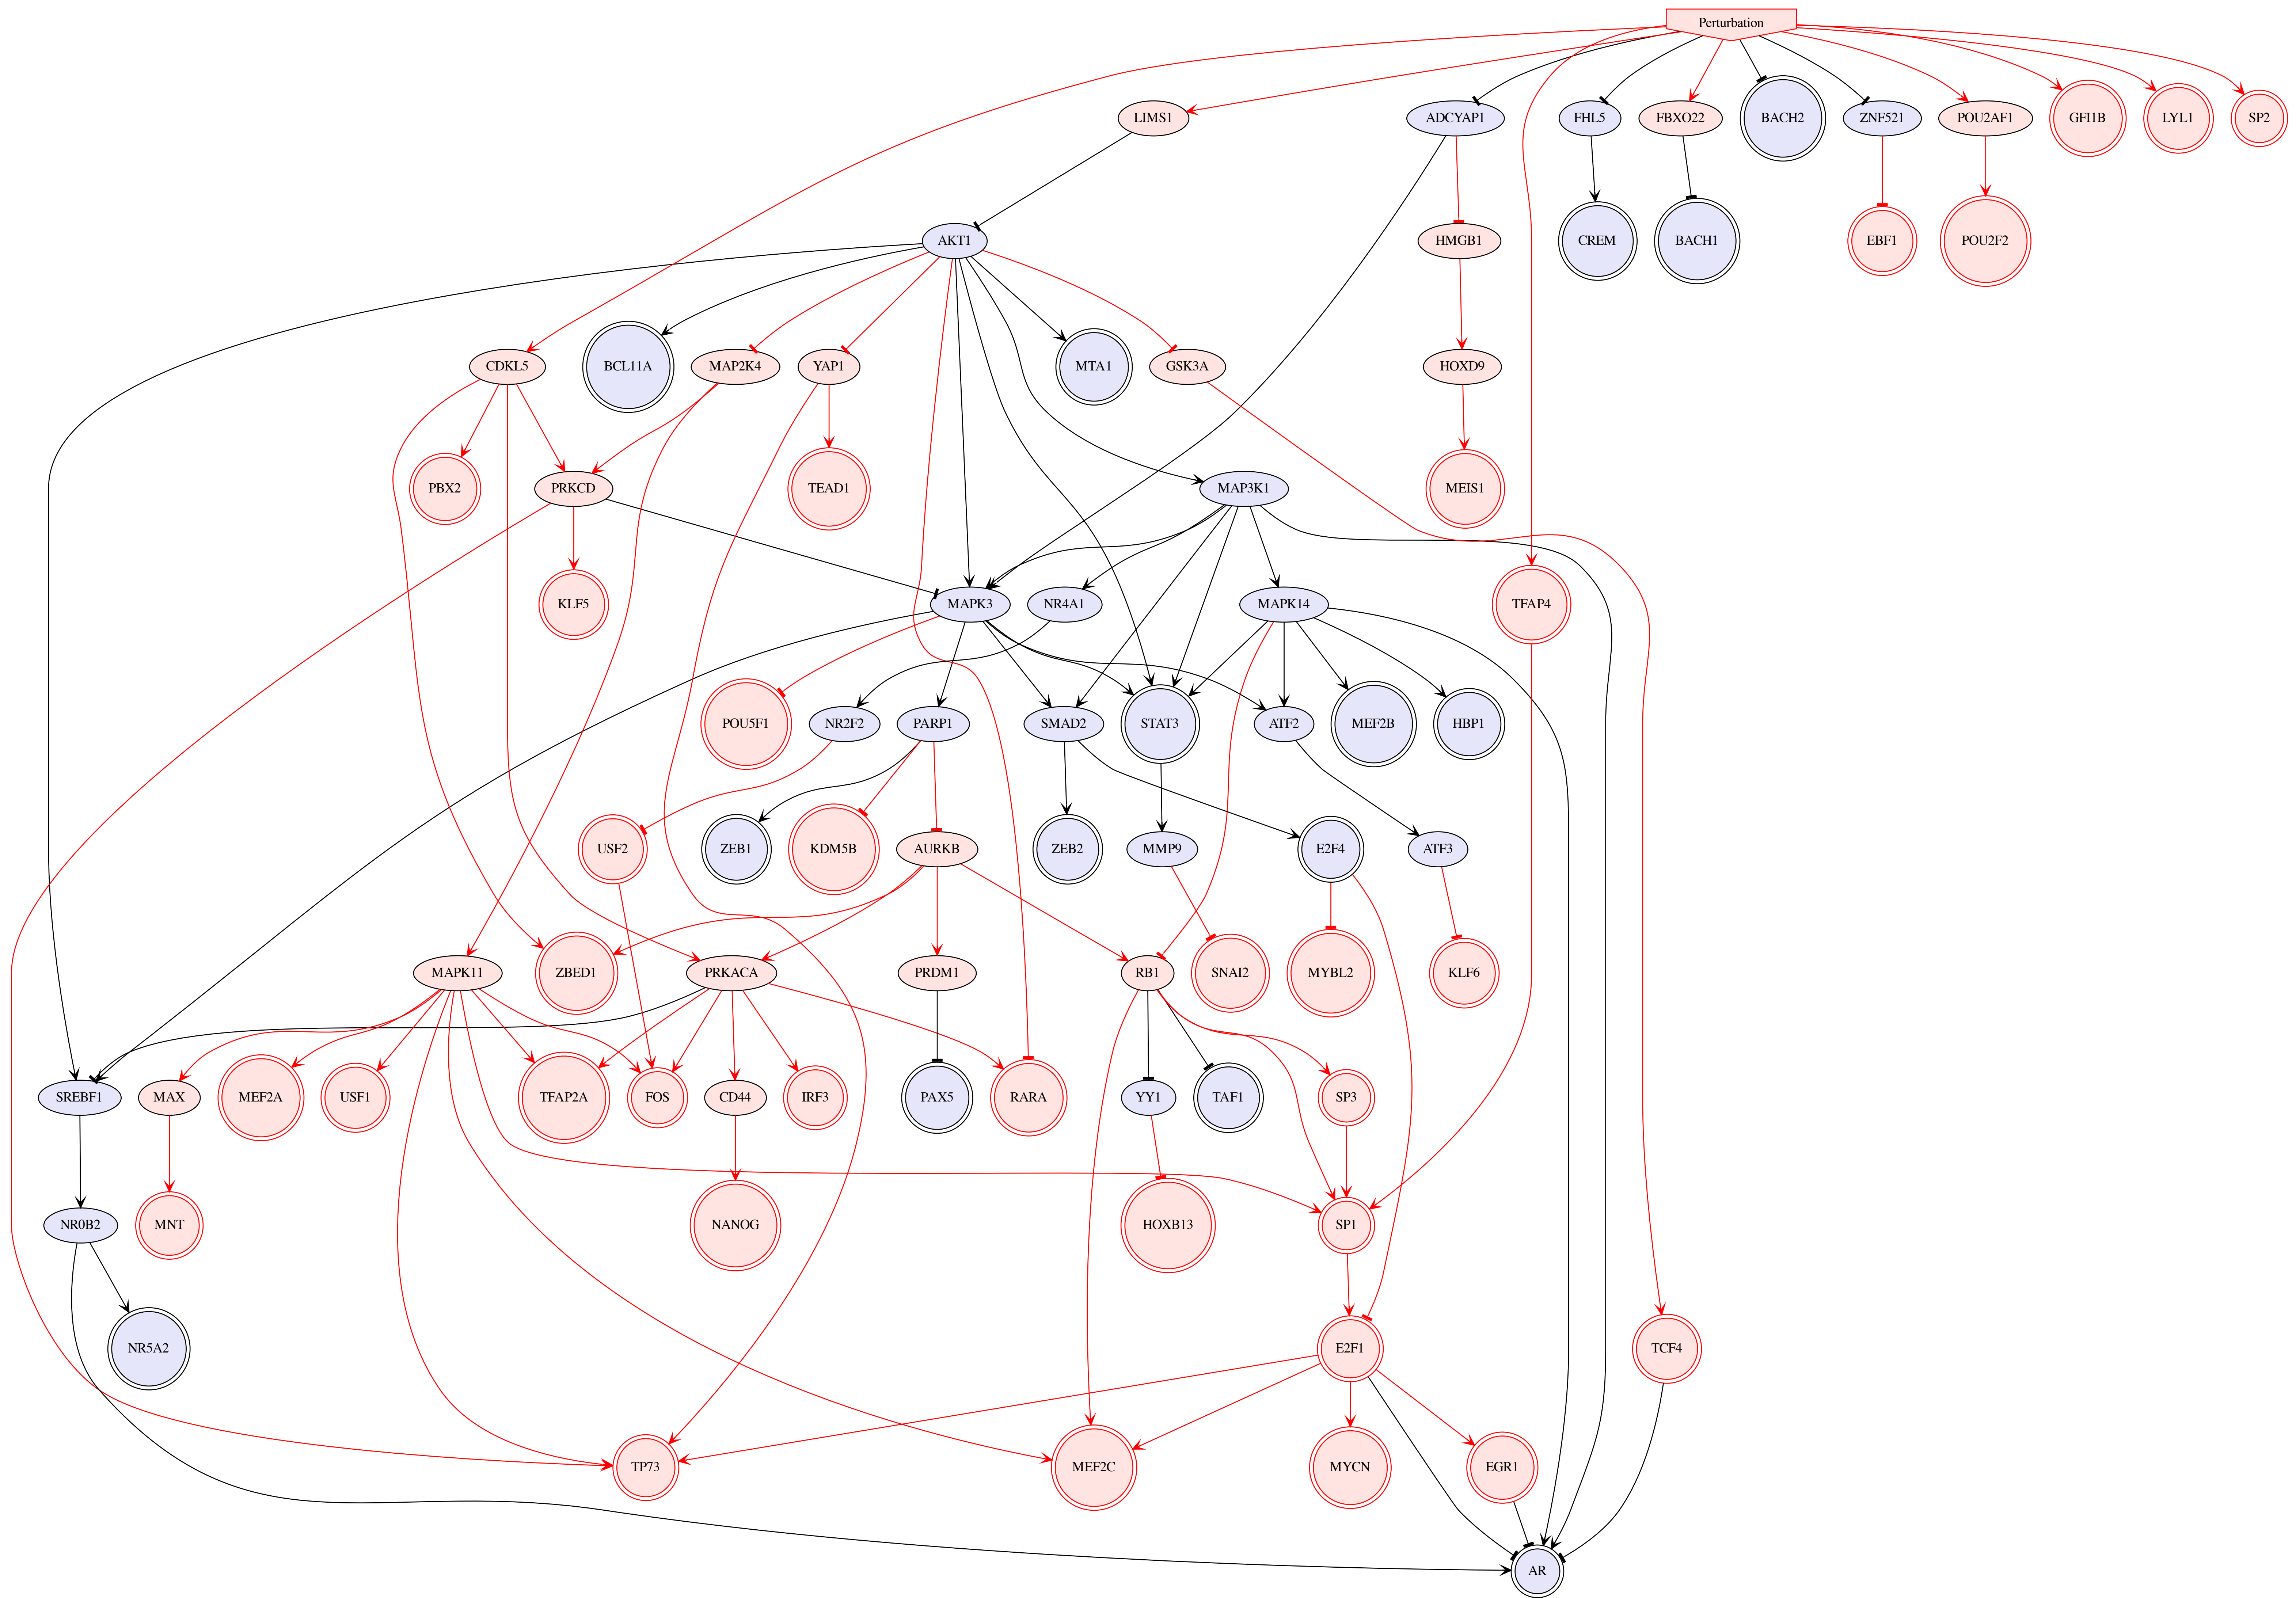 Perturbation
LIMS1
ADCYAP1
FHL5
FBXO22
BACH2
ZNF521
POU2AF1
GFI1B
LYL1
SP2
AKT1
HMGB1
CREM
BACH1
EBF1
POU2F2
CDKL5
BCL11A
MAP2K4
YAP1
MTA1
GSK3A
HOXD9
PBX2
PRKCD
TEAD1
MAP3K1
MEIS1
KLF5
MAPK3
NR4A1
MAPK14
TFAP4
POU5F1
NR2F2
PARP1
SMAD2
STAT3
ATF2
MEF2B
HBP1
USF2
ZEB1
KDM5B
AURKB
ZEB2
MMP9
E2F4
ATF3
MAPK11
ZBED1
PRKACA
PRDM1
RB1
SNAI2
MYBL2
KLF6
SREBF1
MAX
MEF2A
USF1
TFAP2A
FOS
CD44
IRF3
PAX5
RARA
YY1
TAF1
SP3
NR0B2
MNT
NANOG
HOXB13
SP1
NR5A2
E2F1
TCF4
TP73
MEF2C
MYCN
EGR1
AR